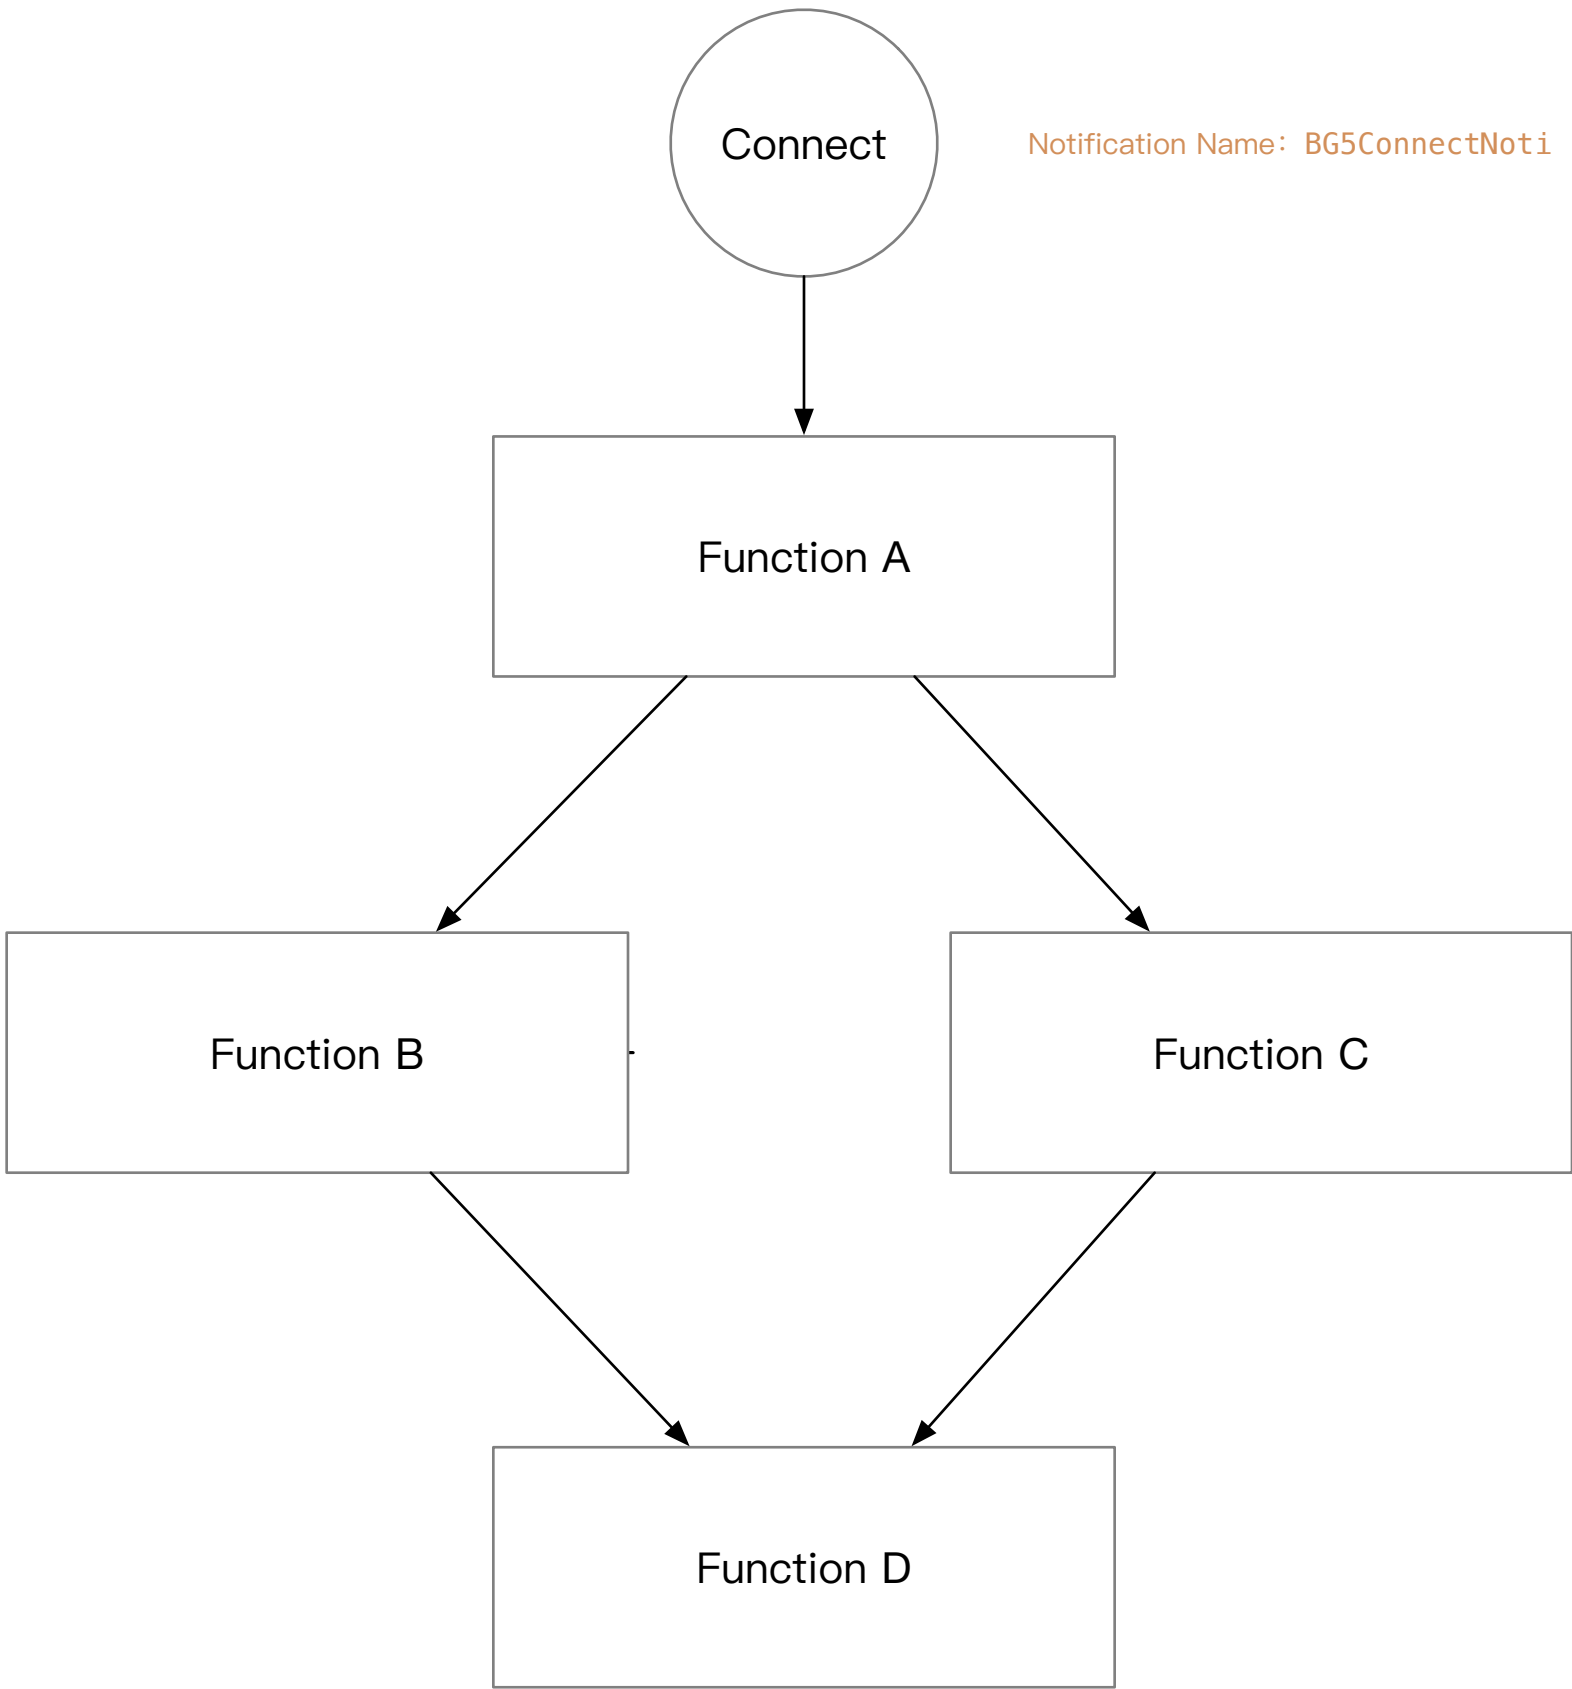 Connect
Notification Name：BG5ConnectNoti
Function A
Function B
Function C
Function D